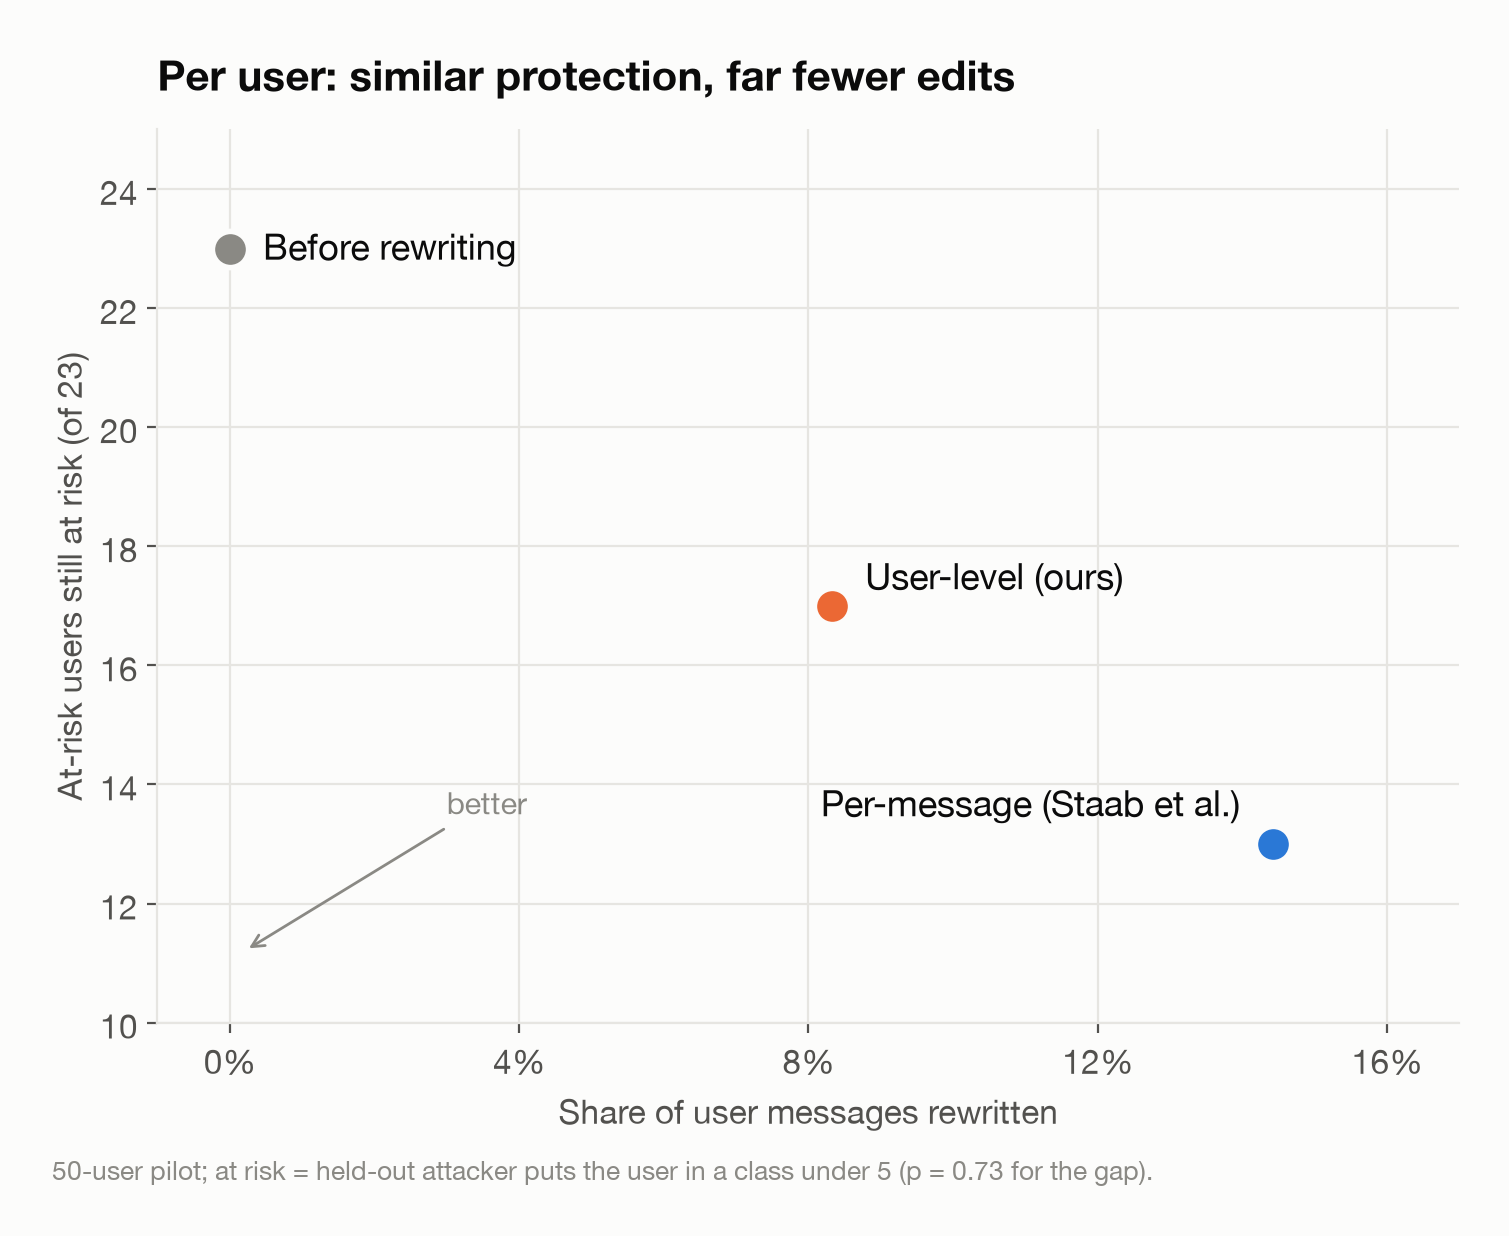 Per user: similar protection, far fewer edits
At-risk users still at risk (of 23)
24
22
20
18
16
14
12
10
Before rewriting
User-level (ours)
better
Per-message (Staab et al.)
0%
4%
8%
12%
16%
Share of user messages rewritten
50-user pilot; at risk = held-out attacker puts the user in a class under 5 (p = 0.73 for the gap).